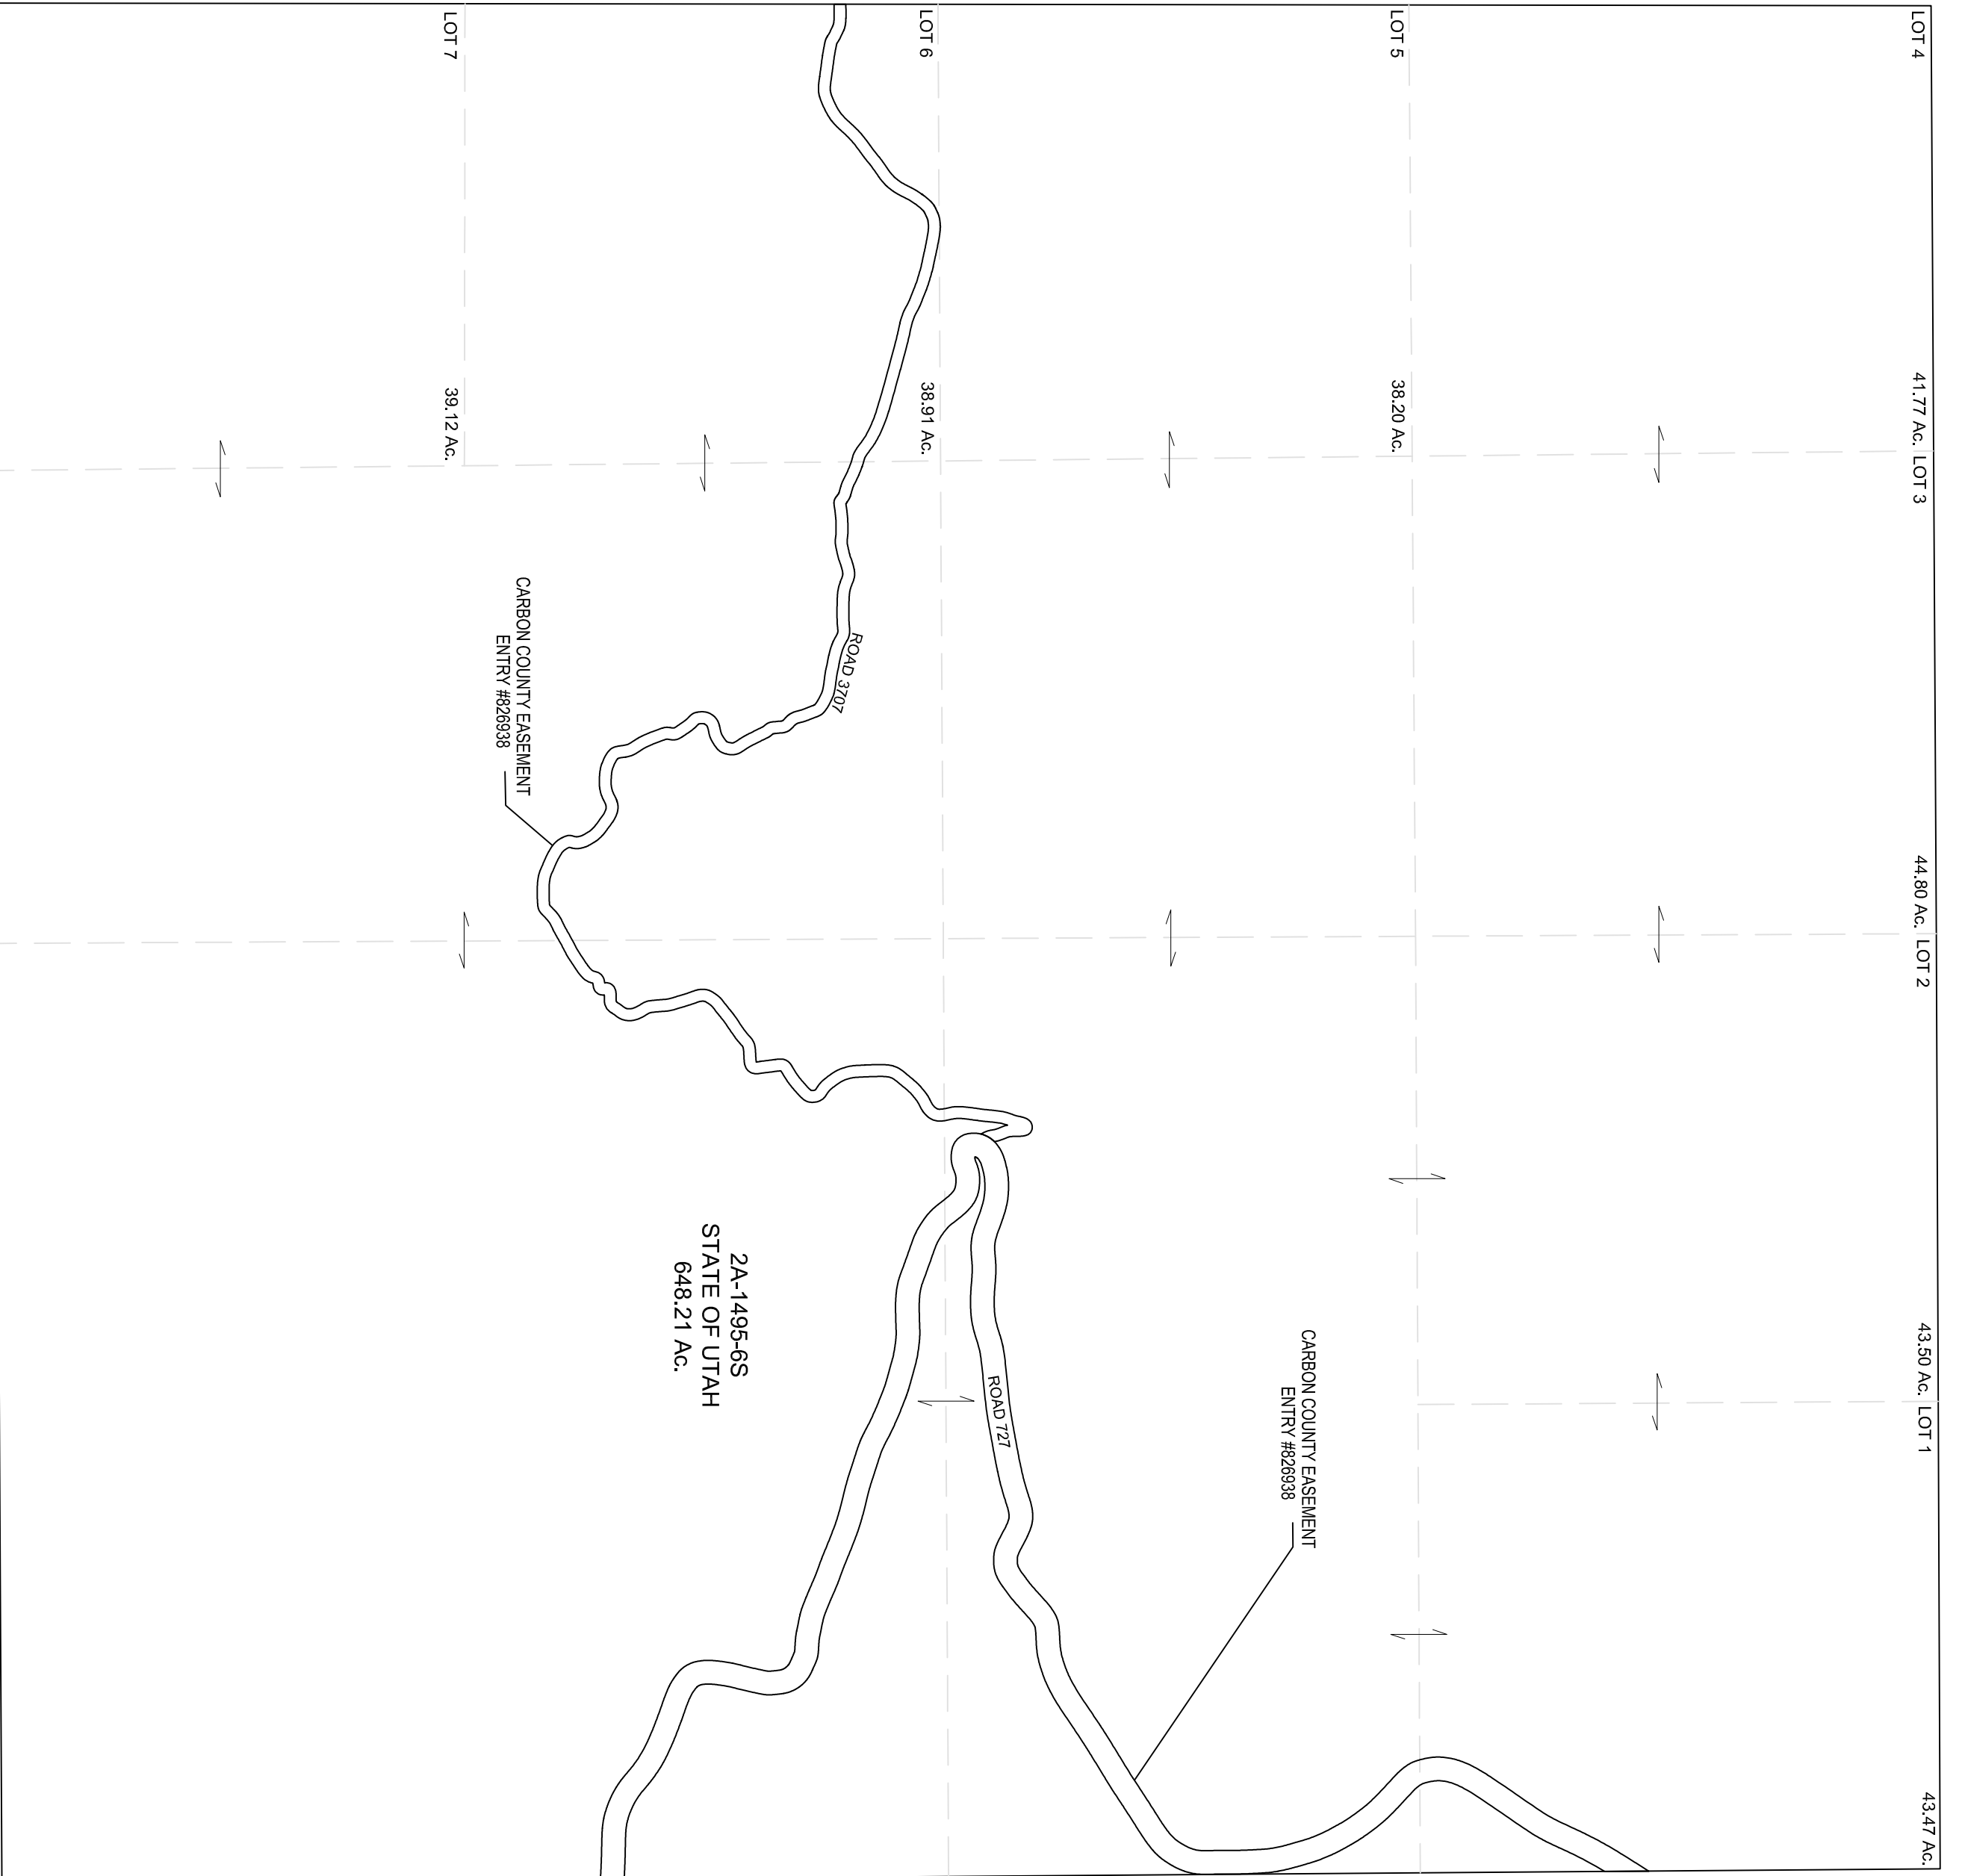 LOT 4
41.77 Ac.
LOT 3
44.80 Ac.
LOT 2
43.50 Ac.
LOT 1
43.47 Ac.
LOT 5
38.20 Ac.
CARBON COUNTY EASEMENT
ENTRY #826938
ROAD 727
LOT 6
38.91 Ac.
ROAD 3707
2A-1495-6S
STATE OF UTAH
648.21 Ac.
CARBON COUNTY EASEMENT
ENTRY #826938
LOT 7
39.12 Ac.